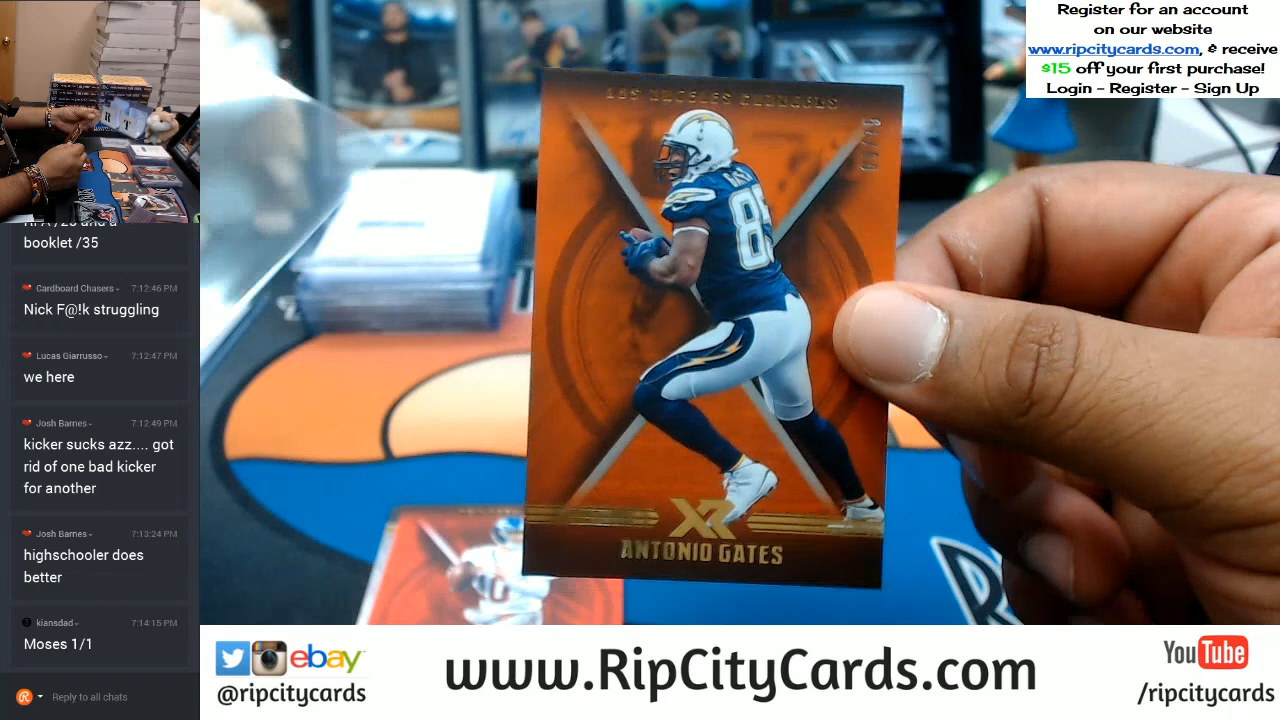 Register for an account
on our website
www.ripcitycards.com, & receive
$15 off your first purchase!
Login - Register - Sign Up
booklet /35
Cardboard Chasers 7:12:46 PM
Nick F@!k struggling
Lucas Giarrusso 7:12:47 PM
we here
Josh Barnes 7:12:49 PM
kicker sucks azz.... got
rid of one bad kicker
for another
Josh Barnes 7:13:24 PM
highschooler does
better
kiansdad 7:14:15 PM
Moses 1/1
Reply to all chats
LOS ANGELES CHARGERS
85
XR
ANTONIO GATES
10
ebay
@ripcitycards
www.RipCityCards.com
YouTube
/ripcitycards